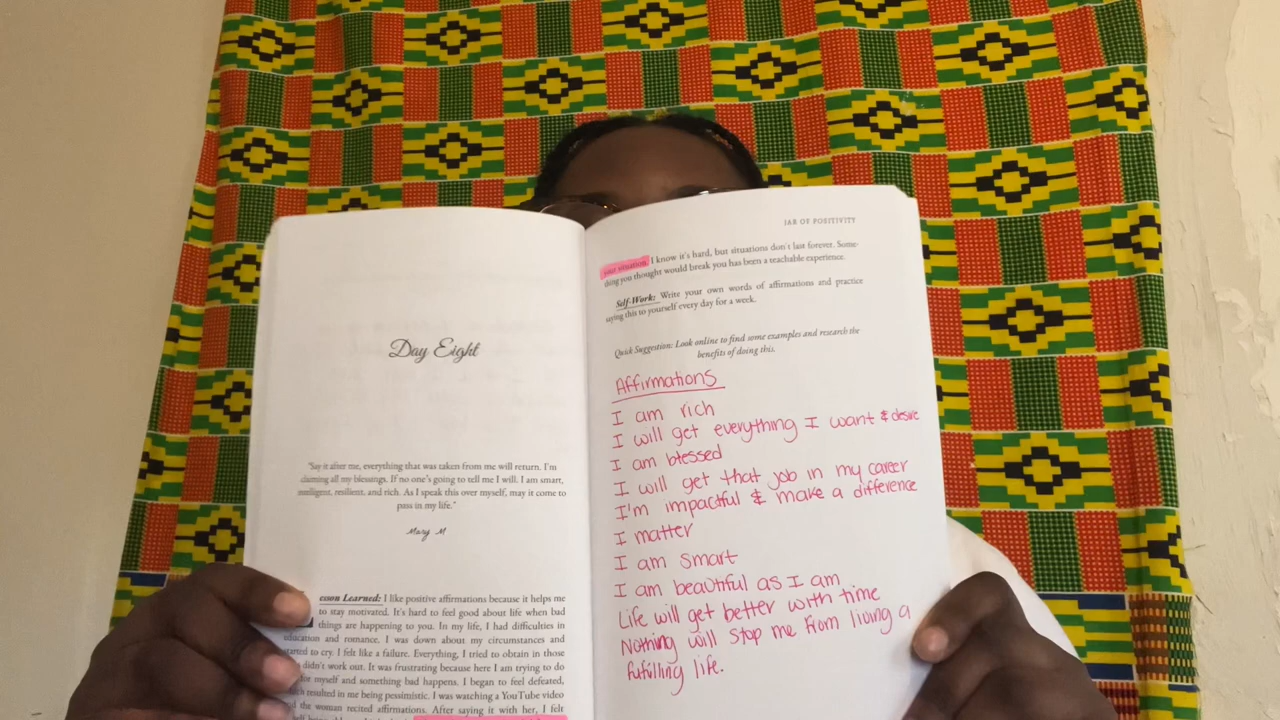 Day Eight
"Say it after me, everything that was taken from me will return. I'm
claiming all my blessings. If no one's going to tell me I will. I am smart,
intelligent, resilient, and rich. As I speak this over myself, may it come to
pass in my life."
Mary M
esson Learned: I like positive affirmations because it helps me
to stay motivated. It's hard to feel good about life when bad
things are happening to you. In my life, I had difficulties in
education and romance. I was down about my circumstances and
started to cry. I felt like a failure. Everything, I tried to obtain in those
didn't work out. It was frustrating because here I am trying to do
for myself and something bad happens. I began to feel defeated,
resulted in me being pessimistic. I was watching a YouTube video
the woman recited affirmations. After saying it with her, I felt
JAR OF POSITIVITY
your situation. I know it's hard, but situations don't last forever. Some-
thing you thought would break you has been a teachable experience.
Self-Work: Write your own words of affirmations and practice
saying this to yourself every day for a week.
Quick Suggestion: Look online to find some examples and research the
benefits of doing this.
Affirmations
I am rich
I will get everything I want & desire
I am blessed
I will get that job in my career
I'm impactful & make a difference
I matter
I am smart
I am beautiful as I am
Life will get better with time
Nothing will stop me from living a
fufilling life.